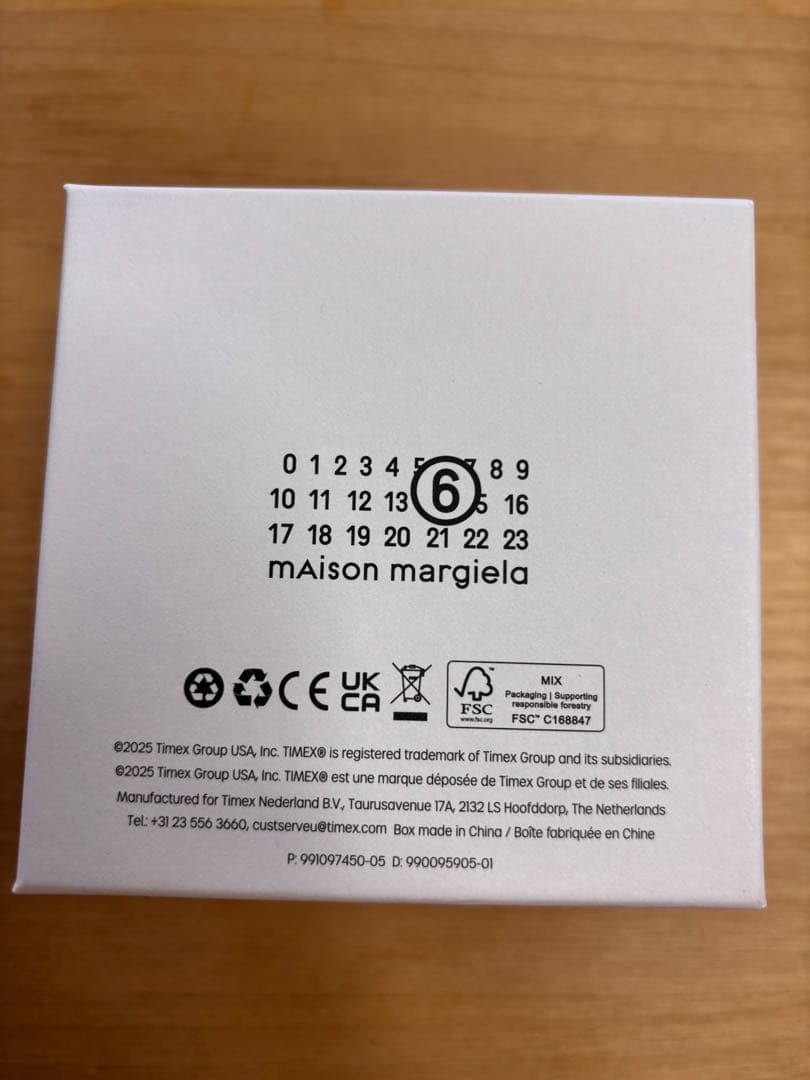 0 1 2 3 4 5 6 7 8 9
10 11 12 13 5 16
17 18 19 20 21 22 23
mAison margiela
CE UK CA
FSC™
www.fsc.org
MIX
Packaging | Supporting
responsible forestry
FSC™ C168847
©2025 Timex Group USA, Inc. TIMEX® is registered trademark of Timex Group and its subsidiaries.
©2025 Timex Group USA, Inc. TIMEX® est une marque déposée de Timex Group et de ses filiales.
Manufactured for Timex Nederland B.V., Taurusavenue 17A, 2132 LS Hoofddorp, The Netherlands
Tel.: +31 23 556 3660, custserveu@timex.com Box made in China / Boîte fabriquée en Chine
P: 991097450-05 D: 990095905-01